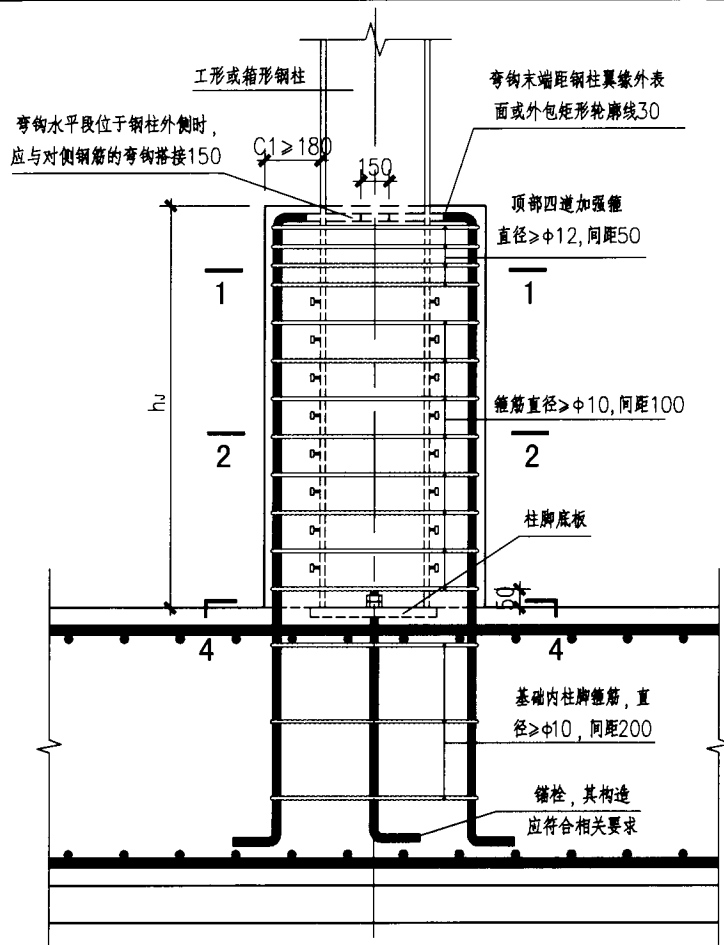 工形或箱形钢柱
弯钩末端距钢柱翼缘外表
面或外包矩形轮廓线30
弯钩水平段位于钢柱外侧时,
应与对侧钢筋的弯钩搭接150
C1≥180
150
顶部四道加强箍
直径≥φ12,间距50
1
1
hJ
箍筋直径≥φ10,间距100
2
2
柱脚底板
50
4
4
基础内柱脚箍筋, 直
径≥φ10, 间距200
锚栓, 其构造
应符合相关要求